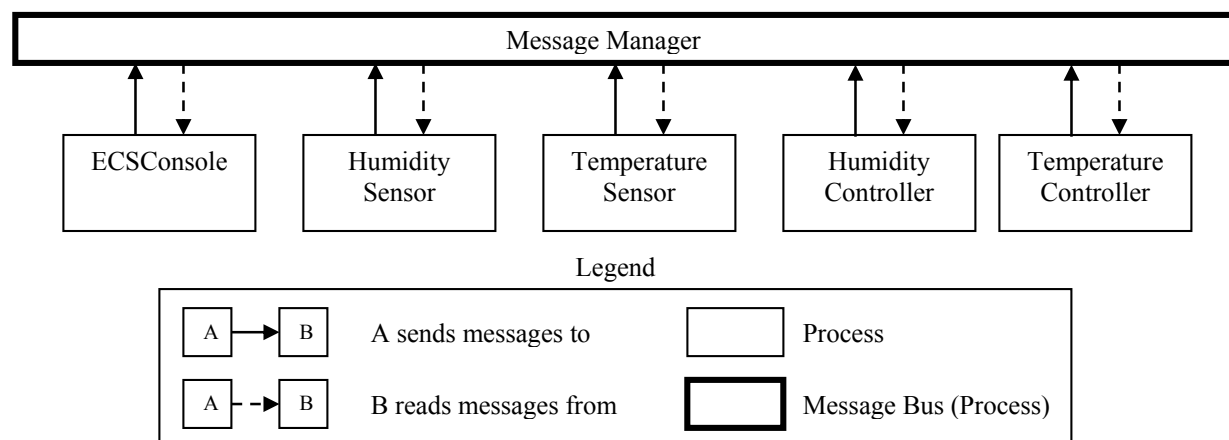 Message Manager
ECSConsole
Humidity
Sensor
Temperature
Sensor
Humidity
Controller
Temperature
Controller
Legend
A
B
A sends messages to
Process
A
B
B reads messages from
Message Bus (Process)